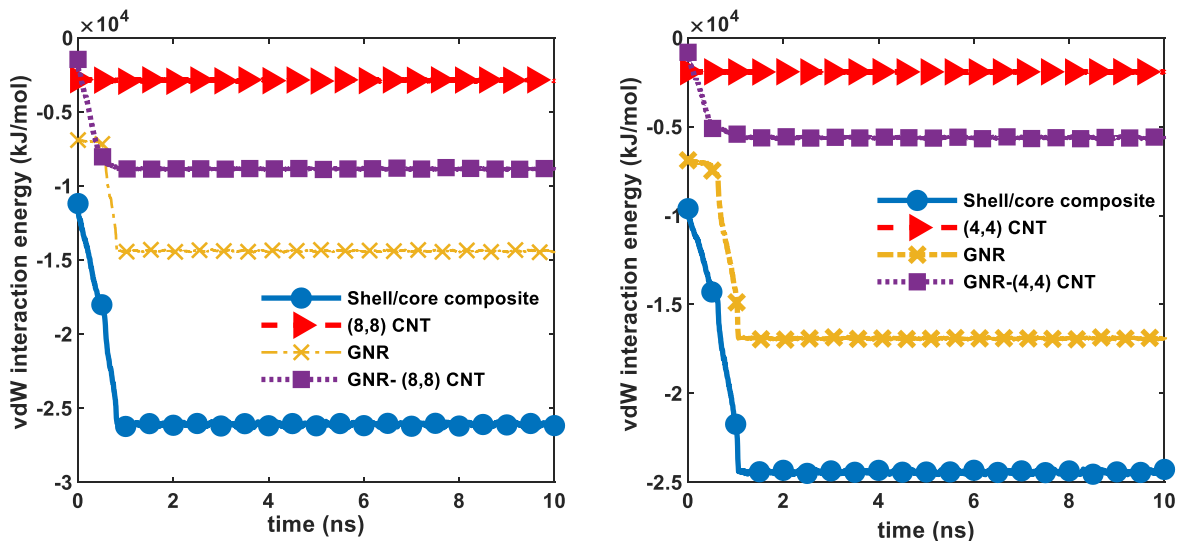 ×10⁴
0
-0.5
-1
-1.5
-2
-2.5
-3
vdW interaction energy (kJ/mol)
Shell/core composite
(8,8) CNT
GNR
GNR- (8,8) CNT
0 2 4 6 8 10
time (ns)
×10⁴
0
-0.5
-1
-1.5
-2
-2.5
vdW interaction energy (kJ/mol)
Shell/core composite
(4,4) CNT
GNR
GNR-(4,4) CNT
0 2 4 6 8 10
time (ns)